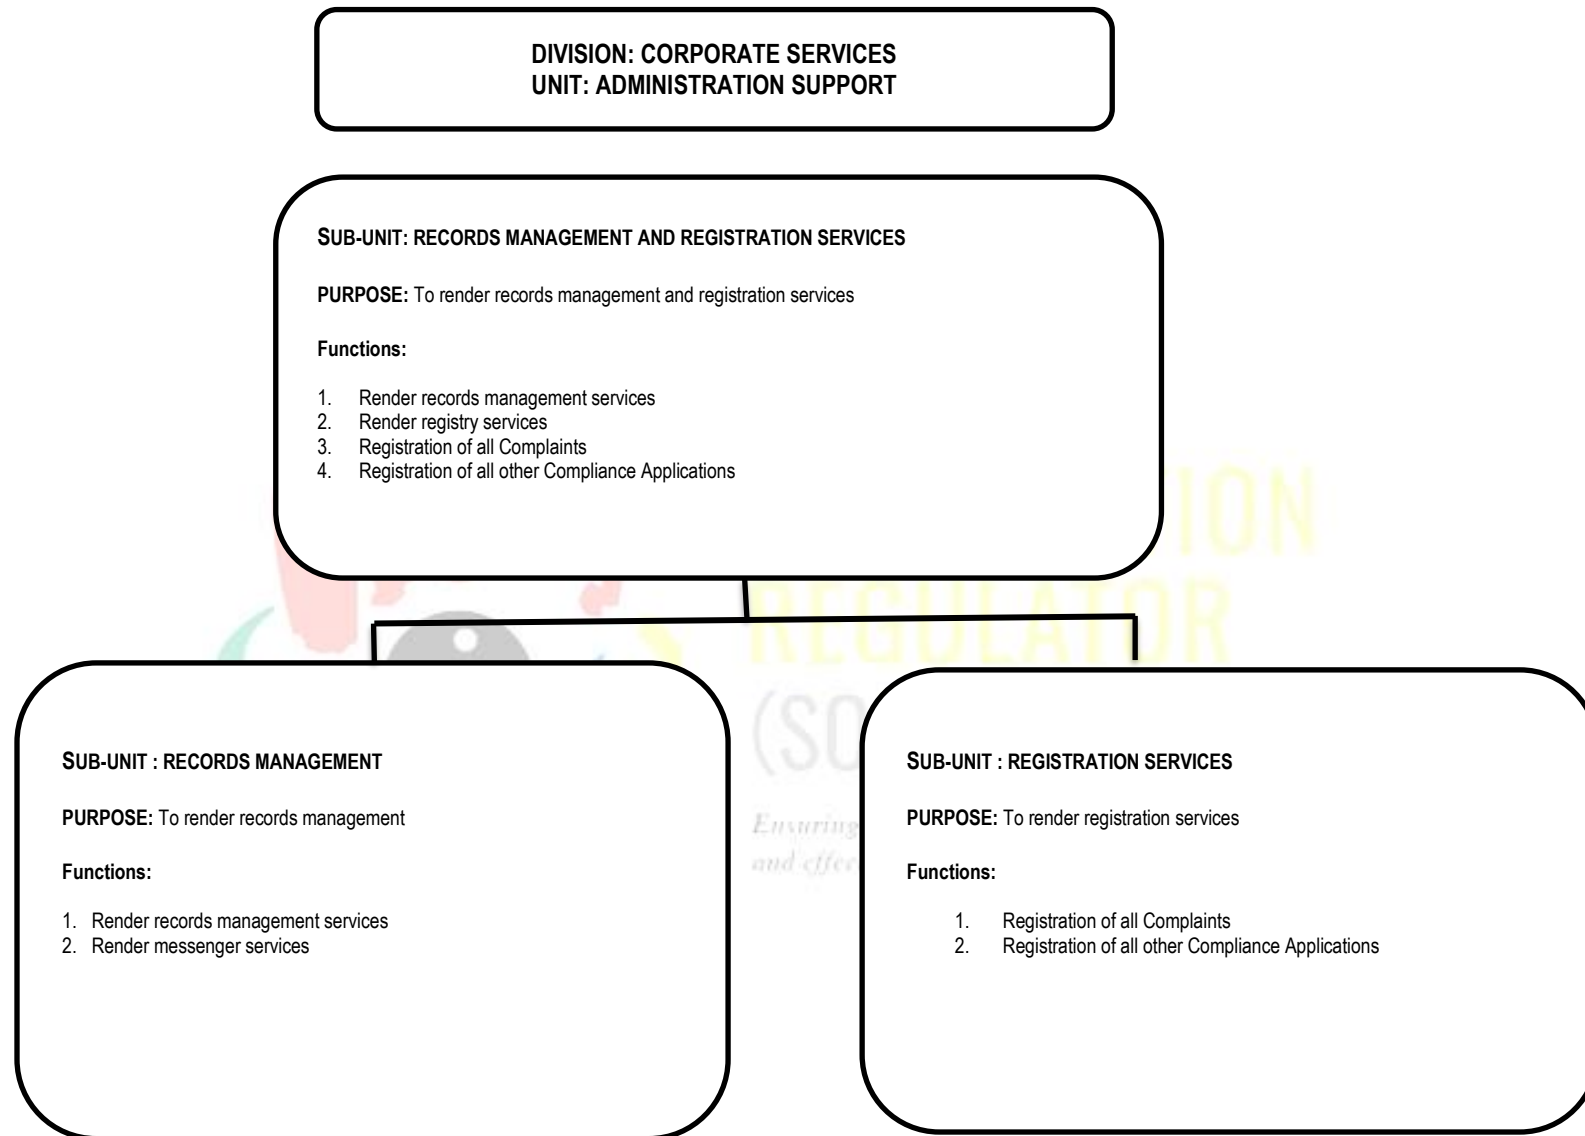 DIVISION: CORPORATE SERVICES
UNIT: ADMINISTRATION SUPPORT
SUB-UNIT: RECORDS MANAGEMENT AND REGISTRATION SERVICES
PURPOSE: To render records management and registration services
Functions:
1. Render records management services
2. Render registry services
3. Registration of all Complaints
4. Registration of all other Compliance Applications
REGULATOR
(SO
Ensuring
SUB-UNIT : RECORDS MANAGEMENT
PURPOSE: To render records management
Functions:
1. Render records management services
2. Render messenger services
SUB-UNIT : REGISTRATION SERVICES
PURPOSE: To render registration services
Functions:
1. Registration of all Complaints
2. Registration of all other Compliance Applications